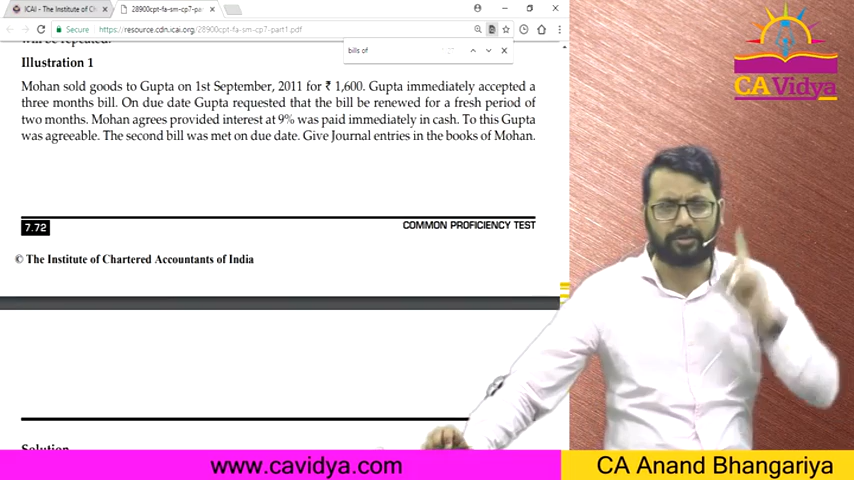 ICAI - The Institute of Ch
28900cpt-fa-sm-cp7-par
Secure
https://resource.cdn.icai.org/28900cpt-fa-sm-cp7-part1.pdf
will be repeated.
bills of
Illustration 1
Mohan sold goods to Gupta on 1st September, 2011 for ₹ 1,600. Gupta immediately accepted a
three months bill. On due date Gupta requested that the bill be renewed for a fresh period of
two months. Mohan agrees provided interest at 9% was paid immediately in cash. To this Gupta
was agreeable. The second bill was met on due date. Give Journal entries in the books of Mohan.
7.72
COMMON PROFICIENCY TEST
© The Institute of Chartered Accountants of India
Solution
CA Vidya
www.cavidya.com
CA Anand Bhangariya